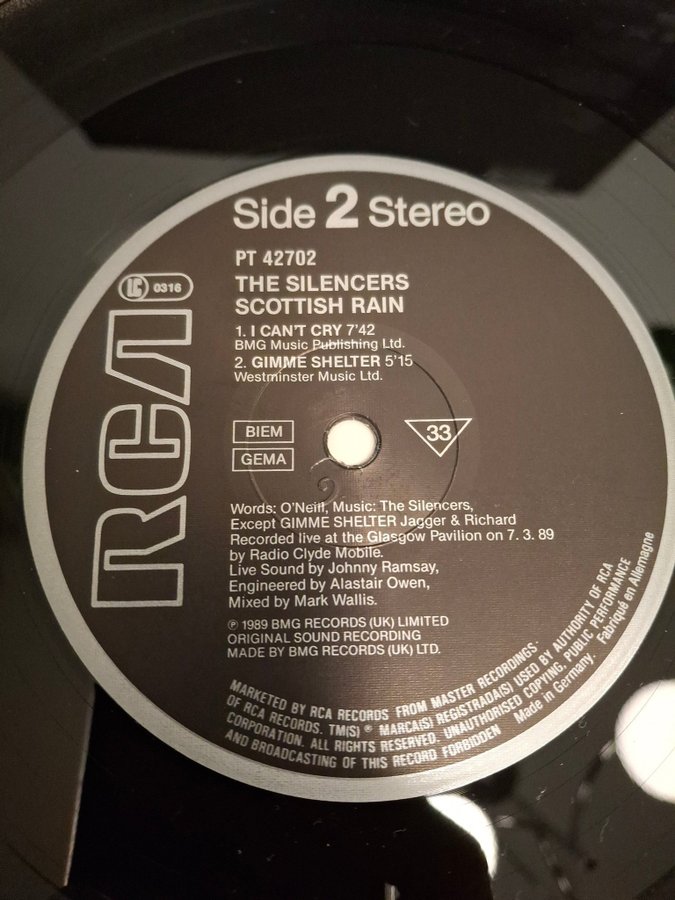 Side 2 Stereo
PT 42702
THE SILENCERS
SCOTTISH RAIN
1. I CAN'T CRY 7'42
BMG Music Publishing Ltd.
2. GIMME SHELTER 5'15
Westminster Music Ltd.
LC 0316
RCA
BIEM
GEMA
33
Words: O'Neill, Music: The Silencers,
Except GIMME SHELTER Jagger & Richard
Recorded live at the Glasgow Pavilion on 7. 3. 89
by Radio Clyde Mobile.
Live Sound by Johnny Ramsay,
Engineered by Alastair Owen,
Mixed by Mark Wallis.
℗ 1989 BMG RECORDS (UK) LIMITED
ORIGINAL SOUND RECORDING
MADE BY BMG RECORDS (UK) LTD.
MARKETED BY RCA RECORDS FROM MASTER RECORDINGS
OF RCA RECORDS. TM(S) ® MARCA(S) REGISTRADA(S) USED BY AUTHORITY OF RCA
CORPORATION. ALL RIGHTS RESERVED. UNAUTHORISED COPYING, PUBLIC PERFORMANCE
AND BROADCASTING OF THIS RECORD FORBIDDEN Made in Germany. Fabriqué en Allemagne